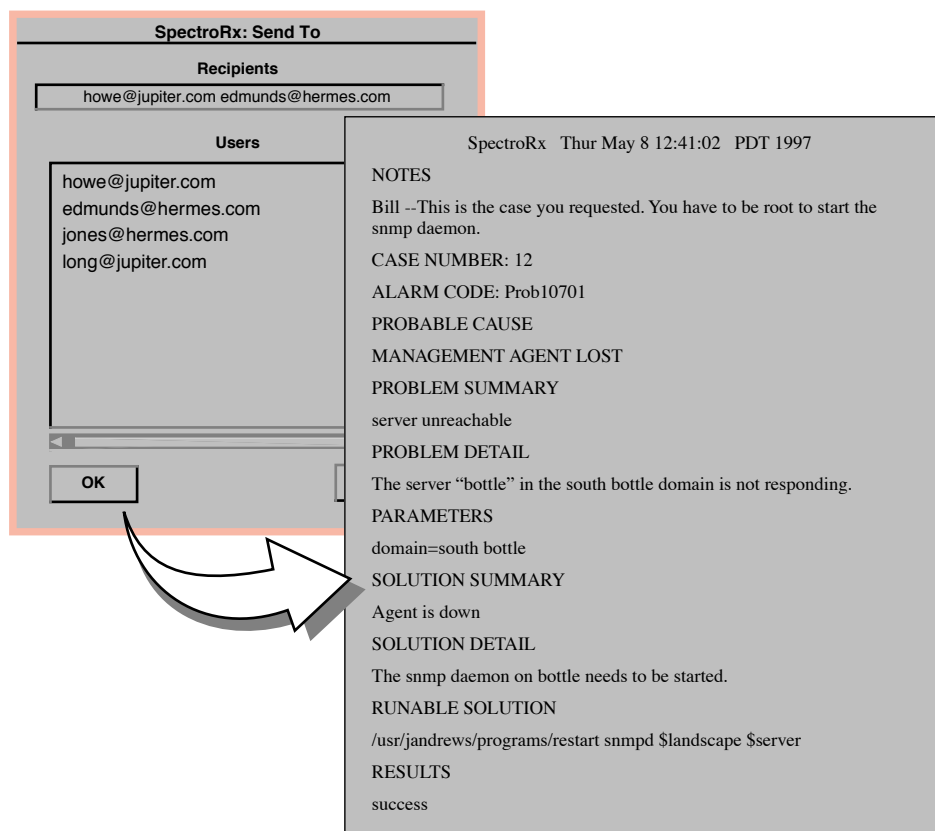 SpectroRx: Send To
Recipients
howe@jupiter.com edmunds@hermes.com
Users
howe@jupiter.com
edmunds@hermes.com
jones@hermes.com
long@jupiter.com
OK
SpectroRx Thur May 8 12:41:02 PDT 1997
NOTES
Bill --This is the case you requested. You have to be root to start the
snmp daemon.
CASE NUMBER: 12
ALARM CODE: Prob10701
PROBABLE CAUSE
MANAGEMENT AGENT LOST
PROBLEM SUMMARY
server unreachable
PROBLEM DETAIL
The server “bottle” in the south bottle domain is not responding.
PARAMETERS
domain=south bottle
SOLUTION SUMMARY
Agent is down
SOLUTION DETAIL
The snmp daemon on bottle needs to be started.
RUNABLE SOLUTION
/usr/jandrews/programs/restart snmpd $landscape $server
RESULTS
success